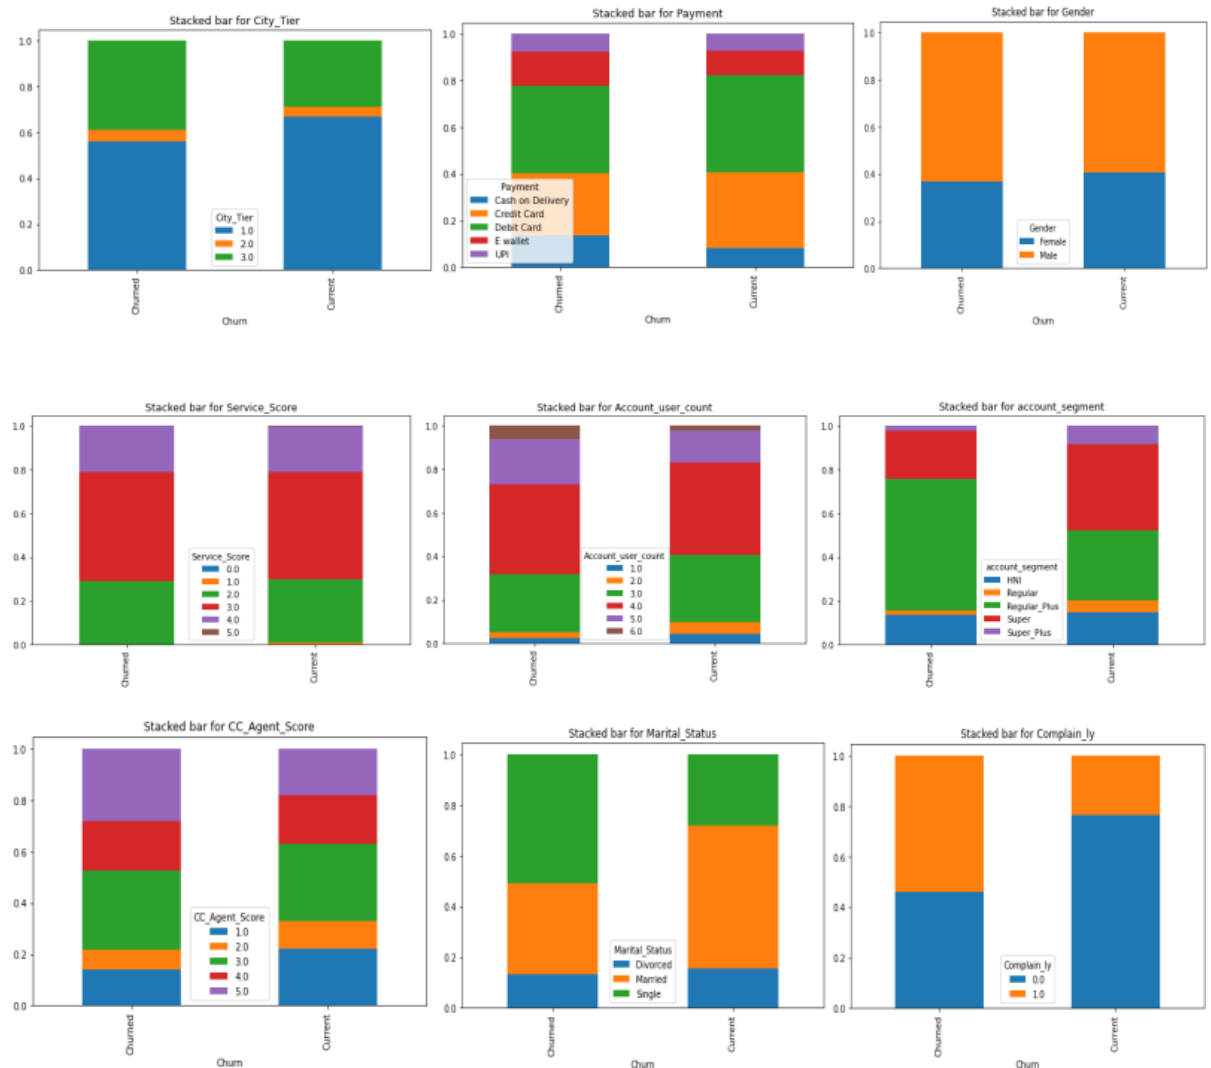 Stacked bar for City_Tier
1.0
0.8
0.6
0.4
0.2
0.0
City_Tier
1.0
2.0
3.0
Churned
Current
Churn
Stacked bar for Payment
1.0
0.8
0.6
0.4
0.2
0.0
Payment
Cash on Delivery
Credit Card
Debit Card
E wallet
UPI
Churned
Current
Churn
Stacked bar for Gender
1.0
0.8
0.6
0.4
0.2
0.0
Gender
Female
Male
Churned
Current
Churn
Stacked bar for Service_Score
1.0
0.8
0.6
0.4
0.2
0.0
Service_Score
0.0
1.0
2.0
3.0
4.0
5.0
Churned
Current
Stacked bar for Account_user_count
1.0
0.8
0.6
0.4
0.2
0.0
Account_user_count
1.0
2.0
3.0
4.0
5.0
6.0
Churned
Current
Stacked bar for account_segment
1.0
0.8
0.6
0.4
0.2
0.0
account_segment
HNI
Regular
Regular_Plus
Super
Super_Plus
Churned
Current
Stacked bar for CC_Agent_Score
1.0
0.8
0.6
0.4
0.2
0.0
CC_Agent_Score
1.0
2.0
3.0
4.0
5.0
Churned
Current
Churn
Stacked bar for Marital_Status
1.0
0.8
0.6
0.4
0.2
0.0
Marital_Status
Divorced
Married
Single
Churned
Current
Churn
Stacked bar for Complain_ly
1.0
0.8
0.6
0.4
0.2
0.0
Complain_ly
0.0
1.0
Churned
Current
Churn